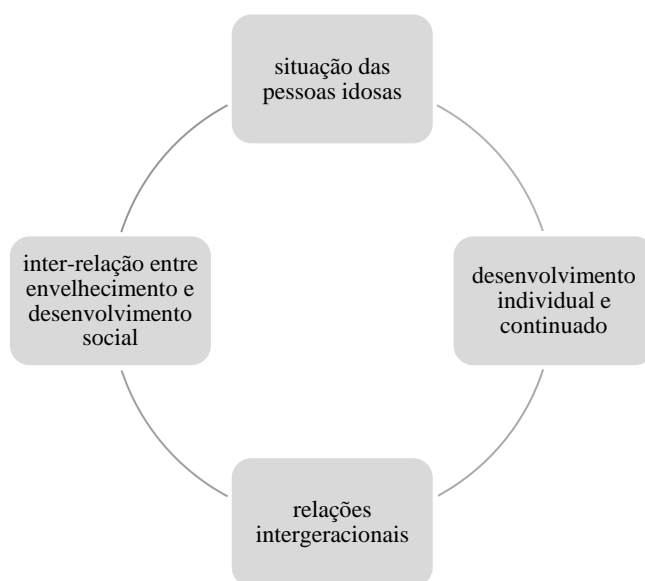 situação das
pessoas idosas
inter-relação entre
envelhecimento e
desenvolvimento
social
desenvolvimento
individual e
continuado
relações
intergeracionais